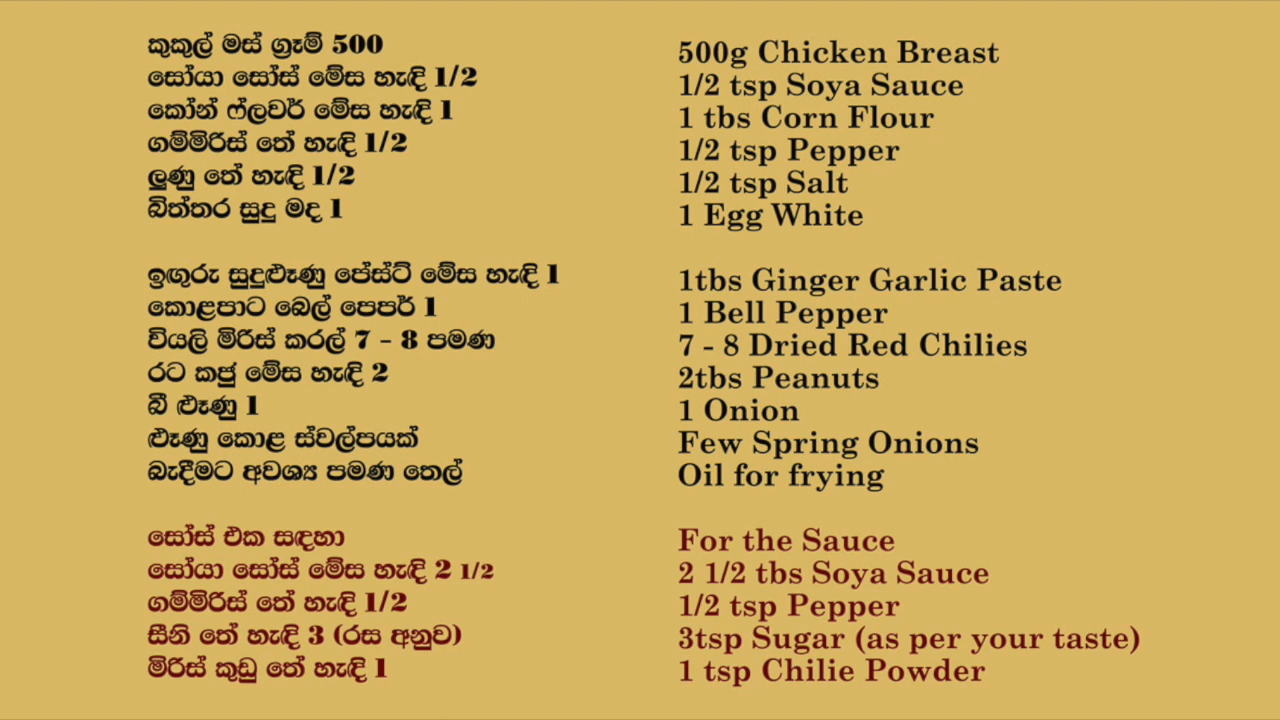 කුකුල් මස් ග්‍රෑම් 500
සෝයා සෝස් මේස හැඳි 1/2
කෝන් ෆ්ලවර් මේස හැඳි 1
ගම්මිරිස් තේ හැඳි 1/2
ලුණු තේ හැඳි 1/2
බිත්තර සුදු මද 1
ඉඟුරු සුදුළූණු පේස්ට් මේස හැඳි 1
කොළපාට බෙල් පෙපර් 1
වියලි මිරිස් කරල් 7 - 8 පමණ
රට කජු මේස හැඳි 2
බී ළූණු 1
ළූණු කොළ ස්වල්පයක්
බැදීමට අවශ්‍ය පමණ තෙල්
සෝස් එක සඳහා
සෝයා සෝස් මේස හැඳි 2 1/2
ගම්මිරිස් තේ හැඳි 1/2
සීනි තේ හැඳි 3 (රස අනුව)
මිරිස් කුඩු තේ හැඳි 1
500g Chicken Breast
1/2 tsp Soya Sauce
1 tbs Corn Flour
1/2 tsp Pepper
1/2 tsp Salt
1 Egg White
1tbs Ginger Garlic Paste
1 Bell Pepper
7 - 8 Dried Red Chilies
2tbs Peanuts
1 Onion
Few Spring Onions
Oil for frying
For the Sauce
2 1/2 tbs Soya Sauce
1/2 tsp Pepper
3tsp Sugar (as per your taste)
1 tsp Chilie Powder